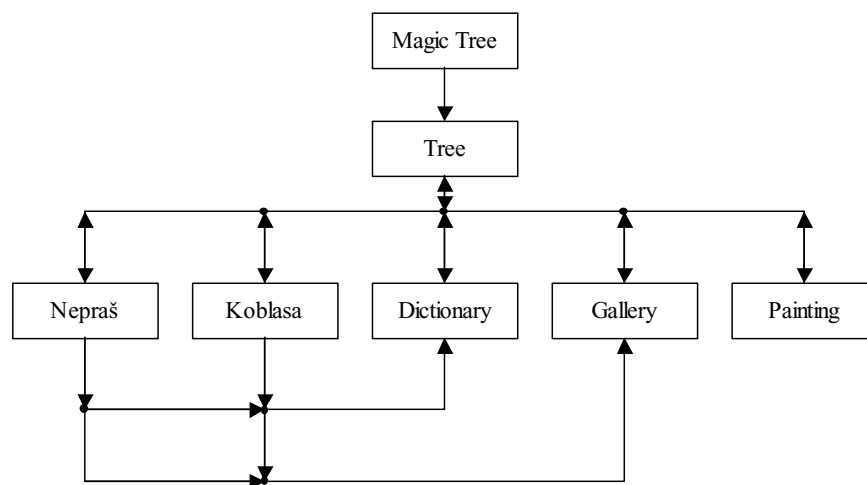 Magic Tree
Tree
Nepraš
Koblasa
Dictionary
Gallery
Painting